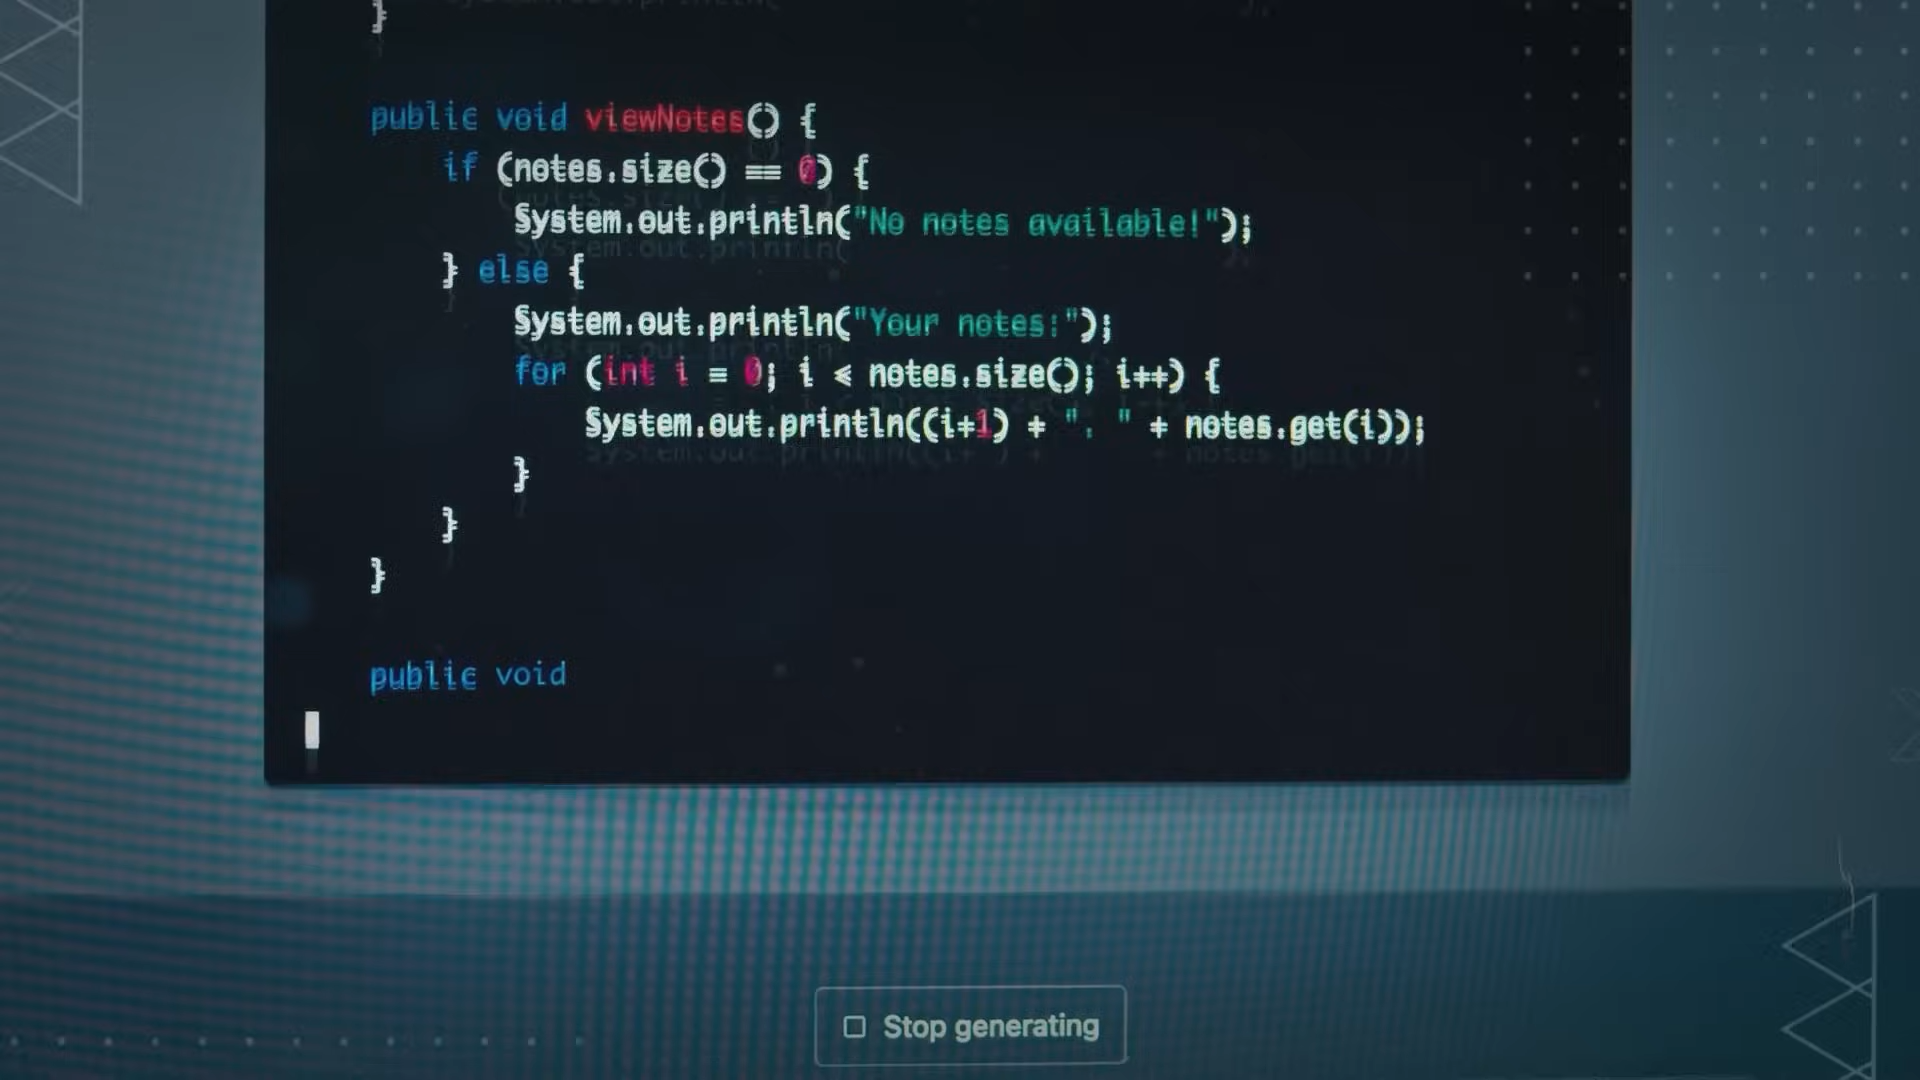 }
public void viewNotes() {
if (notes.size() == 0) {
System.out.println("No notes available!");
} else {
System.out.println("Your notes:");
for (int i = 0; i < notes.size(); i++) {
System.out.println((i+1) + ". " + notes.get(i));
}
}
}
public void
Stop generating